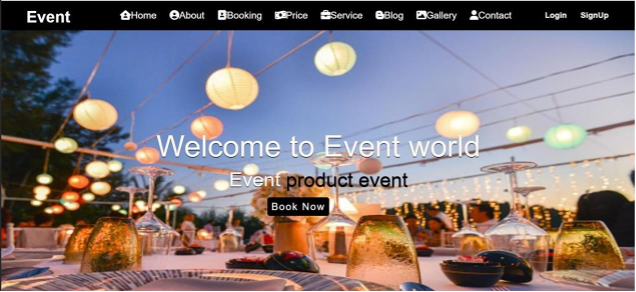 Event Home About Booking Price Service Blog Gallery Contact Login SignUp
Welcome to Event world
Event product event
Book Now